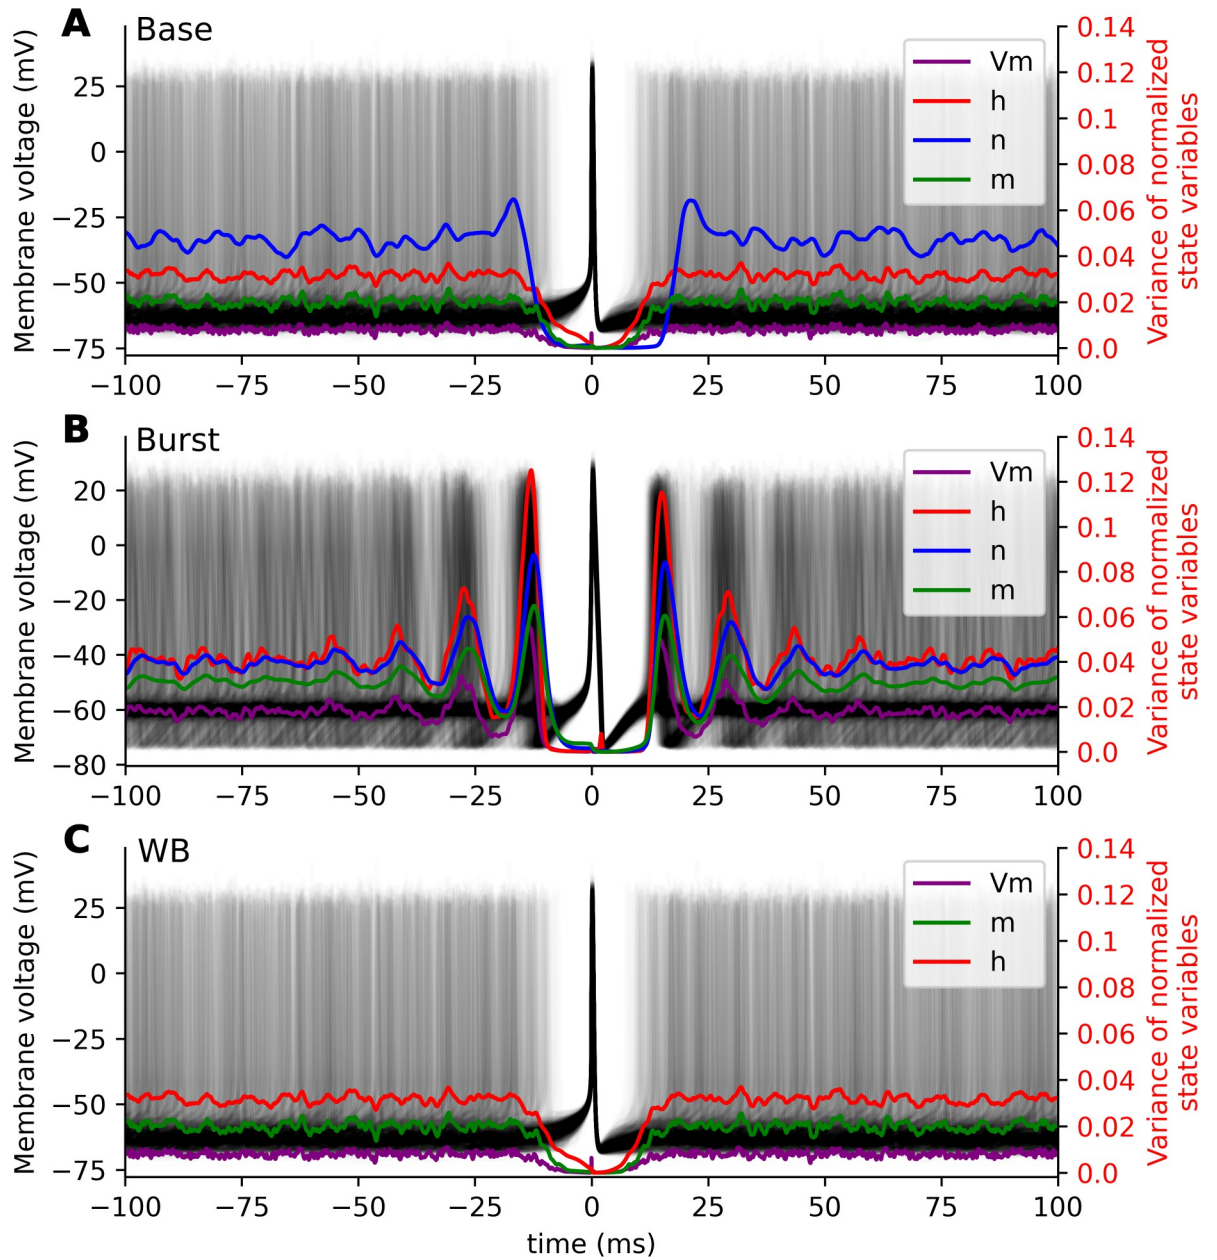 A
Base
Membrane voltage (mV)
25
0
−25
−50
−75
0.14
0.12
0.1
0.08
0.06
0.04
0.02
0.0
Variance of normalized
state variables
Vm
h
n
m
−100 −75 −50 −25 0 25 50 75 100
B
Burst
Membrane voltage (mV)
20
0
−20
−40
−60
−80
0.14
0.12
0.1
0.08
0.06
0.04
0.02
0.0
Variance of normalized
state variables
Vm
h
n
m
−100 −75 −50 −25 0 25 50 75 100
C
WB
Membrane voltage (mV)
25
0
−25
−50
−75
0.14
0.12
0.1
0.08
0.06
0.04
0.02
0.0
Variance of normalized
state variables
Vm
m
h
−100 −75 −50 −25 0 25 50 75 100
time (ms)